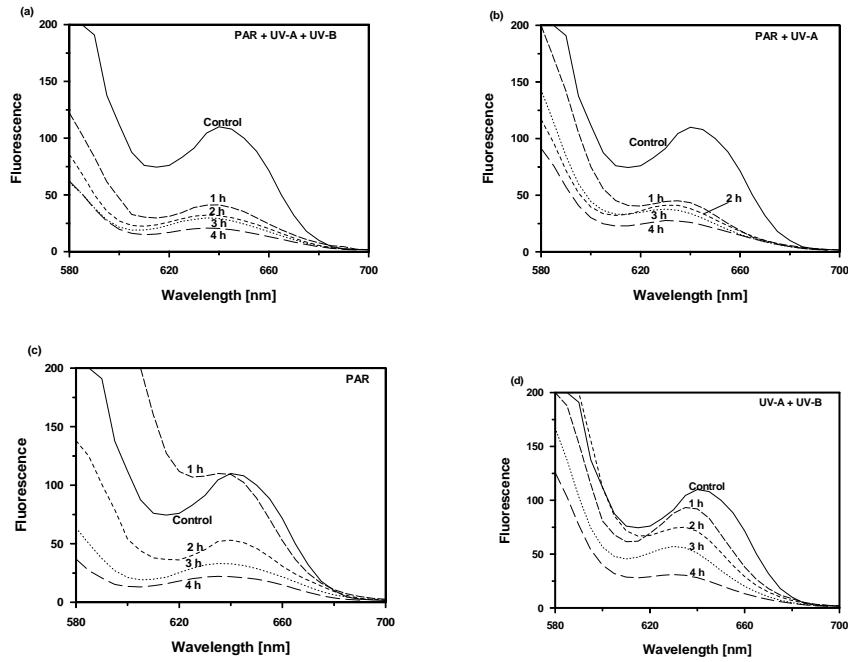 (a)
PAR + UV-A + UV-B
200
150
100
50
0
Fluorescence
Control
1 h
2 h
3 h
4 h
580
620
660
700
Wavelength [nm]
(b)
PAR + UV-A
200
150
100
50
0
Fluorescence
Control
1 h
2 h
3 h
4 h
580
620
660
700
Wavelength [nm]
(c)
PAR
200
150
100
50
0
Fluorescence
1 h
Control
2 h
3 h
4 h
580
620
660
700
Wavelength [nm]
(d)
UV-A + UV-B
200
150
100
50
0
Fluorescence
Control
1 h
2 h
3 h
4 h
580
620
660
700
Wavelength [nm]